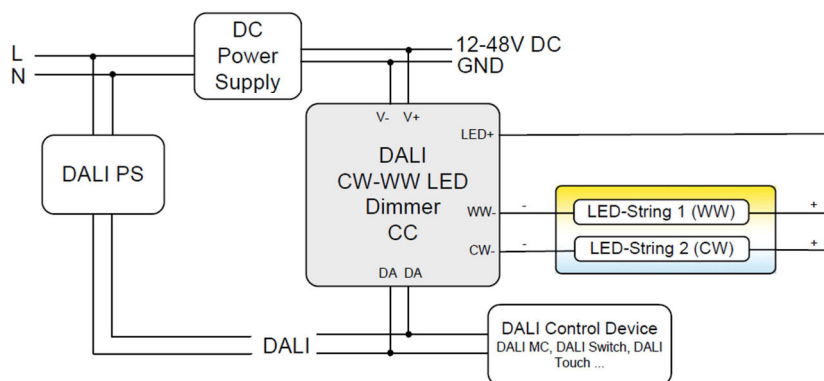 DC
Power
Supply
L
N
12-48V DC
GND
V- V+
LED+
DALI PS
DALI
CW-WW LED
Dimmer
CC
WW-
-
LED-String 1 (WW)
+
CW-
-
LED-String 2 (CW)
+
DA DA
DALI
DALI Control Device
DALI MC, DALI Switch, DALI
Touch ...